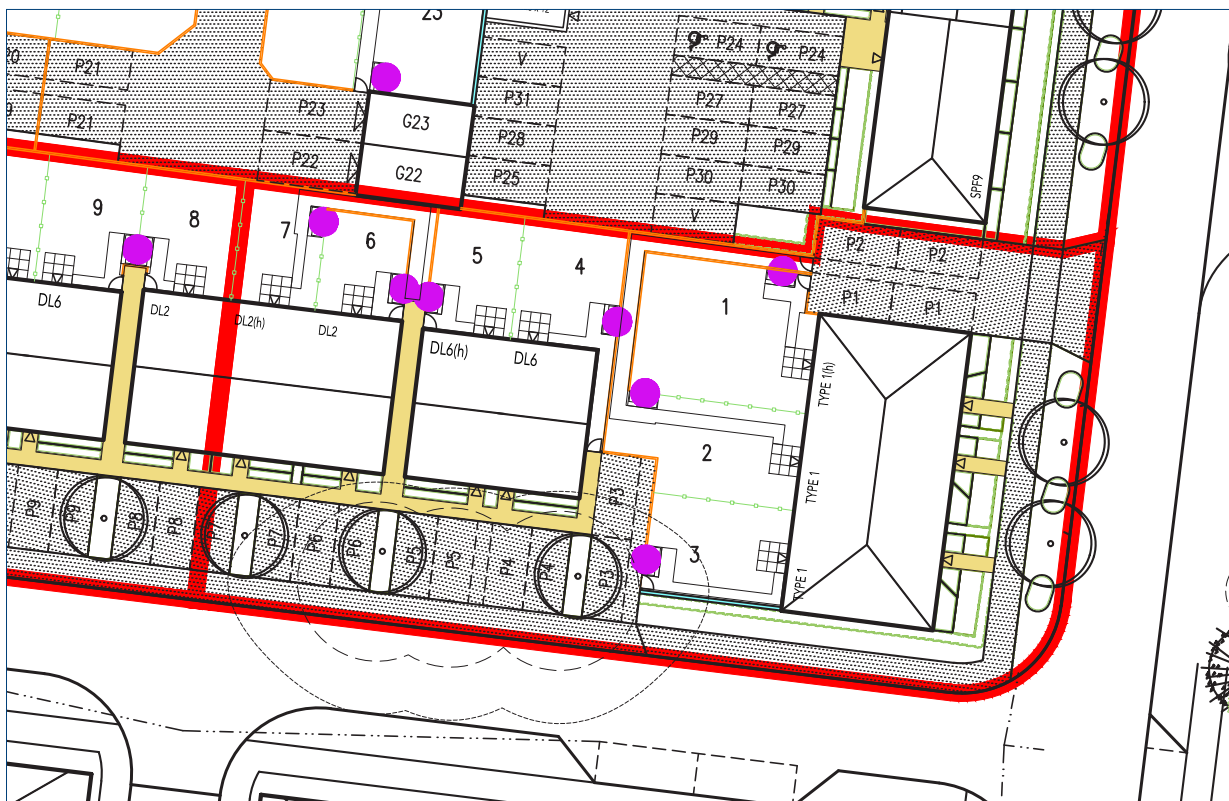 23
P24
P24
V
P21
P31
P27
P27
P23
G23
P21
P28
P29
P29
P22
G22
P25
P30
P30
SPF9
V
9
8
7
6
5
4
P2
P2
1
P1
P1
DL6
DL2
DL2(h)
DL2
DL6(h)
DL6
TYPE 1(h)
2
TYPE 1
3
TYPE 1
P9
P9
P8
P8
P7
P7
P6
P6
P5
P5
P4
P4
P3
P3